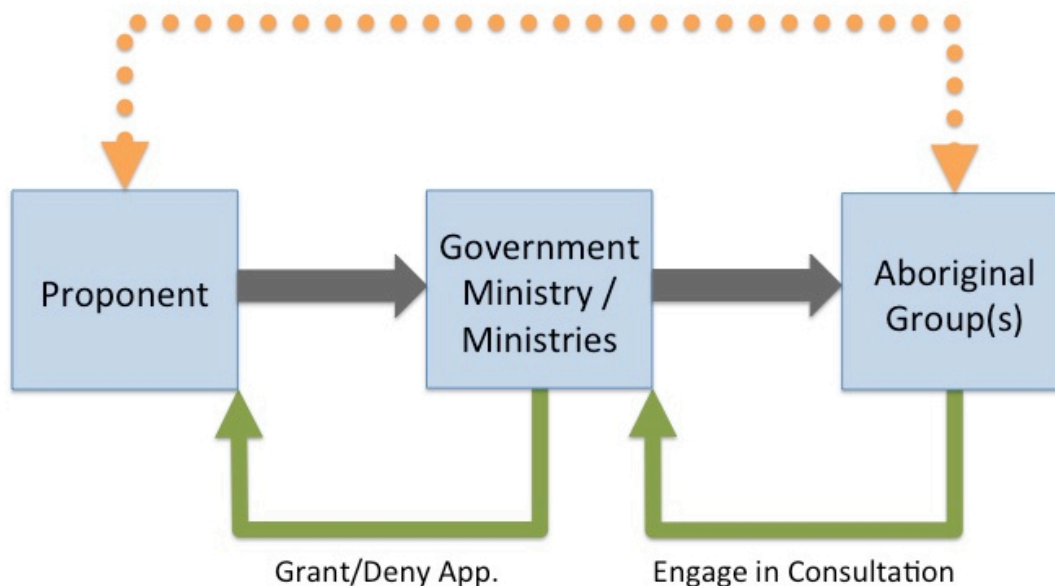 Proponent
Government
Ministry /
Ministries
Aboriginal
Group(s)
Grant/Deny App.
Engage in Consultation